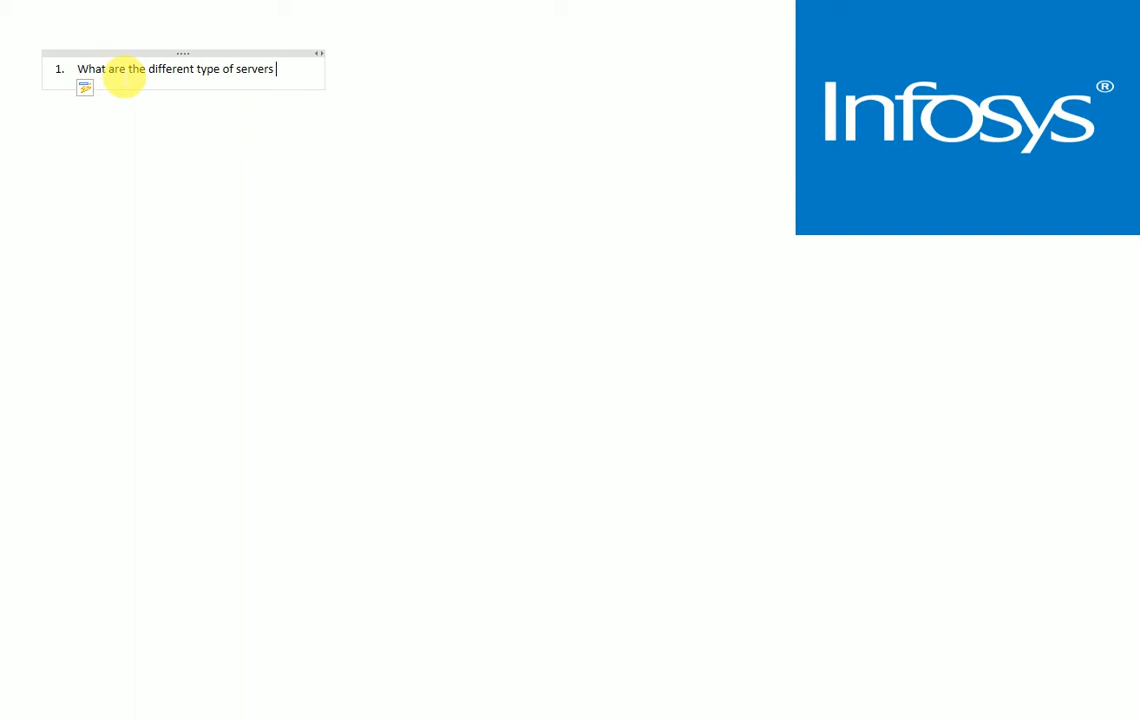 1. What are the different type of servers
Infosys®